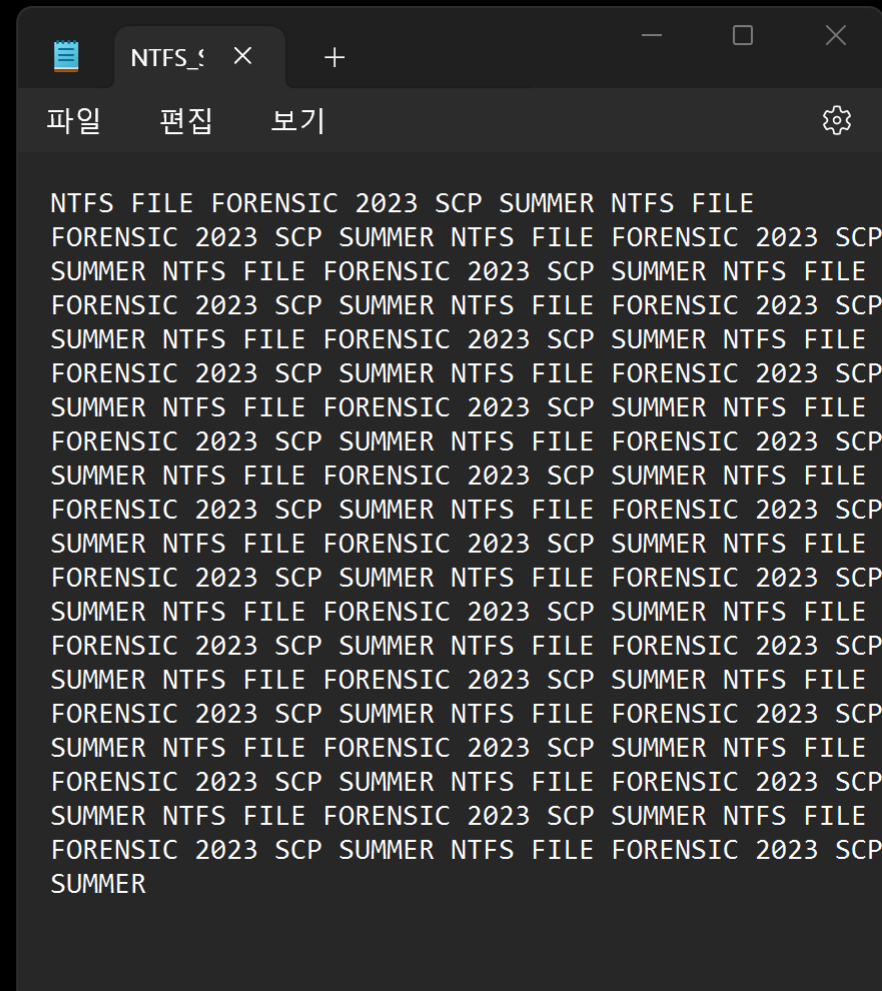 NTFS_S
파일 편집 보기
NTFS FILE FORENSIC 2023 SCP SUMMER NTFS FILE
FORENSIC 2023 SCP SUMMER NTFS FILE FORENSIC 2023 SCP
SUMMER NTFS FILE FORENSIC 2023 SCP SUMMER NTFS FILE
FORENSIC 2023 SCP SUMMER NTFS FILE FORENSIC 2023 SCP
SUMMER NTFS FILE FORENSIC 2023 SCP SUMMER NTFS FILE
FORENSIC 2023 SCP SUMMER NTFS FILE FORENSIC 2023 SCP
SUMMER NTFS FILE FORENSIC 2023 SCP SUMMER NTFS FILE
FORENSIC 2023 SCP SUMMER NTFS FILE FORENSIC 2023 SCP
SUMMER NTFS FILE FORENSIC 2023 SCP SUMMER NTFS FILE
FORENSIC 2023 SCP SUMMER NTFS FILE FORENSIC 2023 SCP
SUMMER NTFS FILE FORENSIC 2023 SCP SUMMER NTFS FILE
FORENSIC 2023 SCP SUMMER NTFS FILE FORENSIC 2023 SCP
SUMMER NTFS FILE FORENSIC 2023 SCP SUMMER NTFS FILE
FORENSIC 2023 SCP SUMMER NTFS FILE FORENSIC 2023 SCP
SUMMER NTFS FILE FORENSIC 2023 SCP SUMMER NTFS FILE
FORENSIC 2023 SCP SUMMER NTFS FILE FORENSIC 2023 SCP
SUMMER NTFS FILE FORENSIC 2023 SCP SUMMER NTFS FILE
FORENSIC 2023 SCP SUMMER NTFS FILE FORENSIC 2023 SCP
SUMMER NTFS FILE FORENSIC 2023 SCP SUMMER NTFS FILE
FORENSIC 2023 SCP SUMMER NTFS FILE FORENSIC 2023 SCP
SUMMER